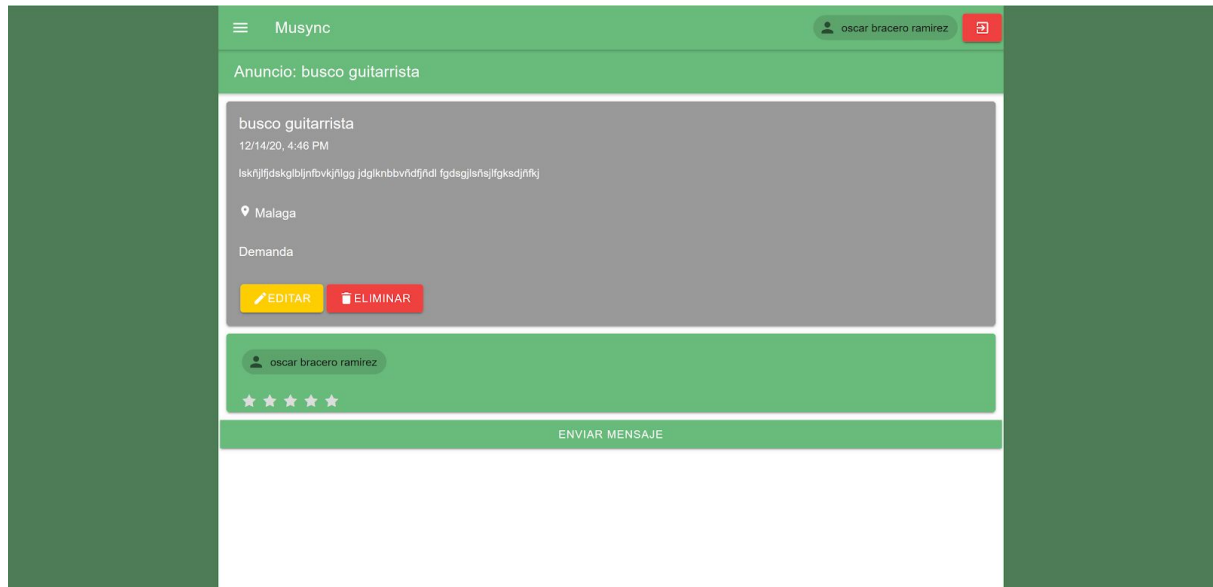 Musync
oscar bracero ramirez
Anuncio: busco guitarrista
busco guitarrista
12/14/20, 4:46 PM
lskñjlfjdskglbljnfbvkjñlgg jdglknbbvñdfjñdl fgdsgjlsñsjlfgksdjñfkj
Malaga
Demanda
EDITAR ELIMINAR
oscar bracero ramirez
ENVIAR MENSAJE